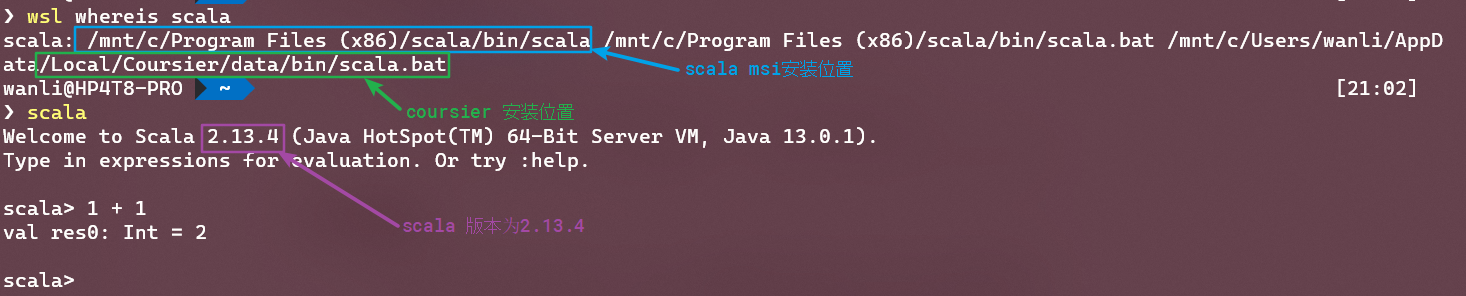 ❯ wsl whereis scala
scala: /mnt/c/Program Files (x86)/scala/bin/scala /mnt/c/Program Files (x86)/scala/bin/scala.bat /mnt/c/Users/wanli/AppD
ata/Local/Coursier/data/bin/scala.bat
scala msi安装位置
wanli@HP4T8-PRO ~ [21:02]
❯ scala
coursier 安装位置
Welcome to Scala 2.13.4 (Java HotSpot(TM) 64-Bit Server VM, Java 13.0.1).
Type in expressions for evaluation. Or try :help.
scala> 1 + 1
scala 版本为2.13.4
val res0: Int = 2
scala>